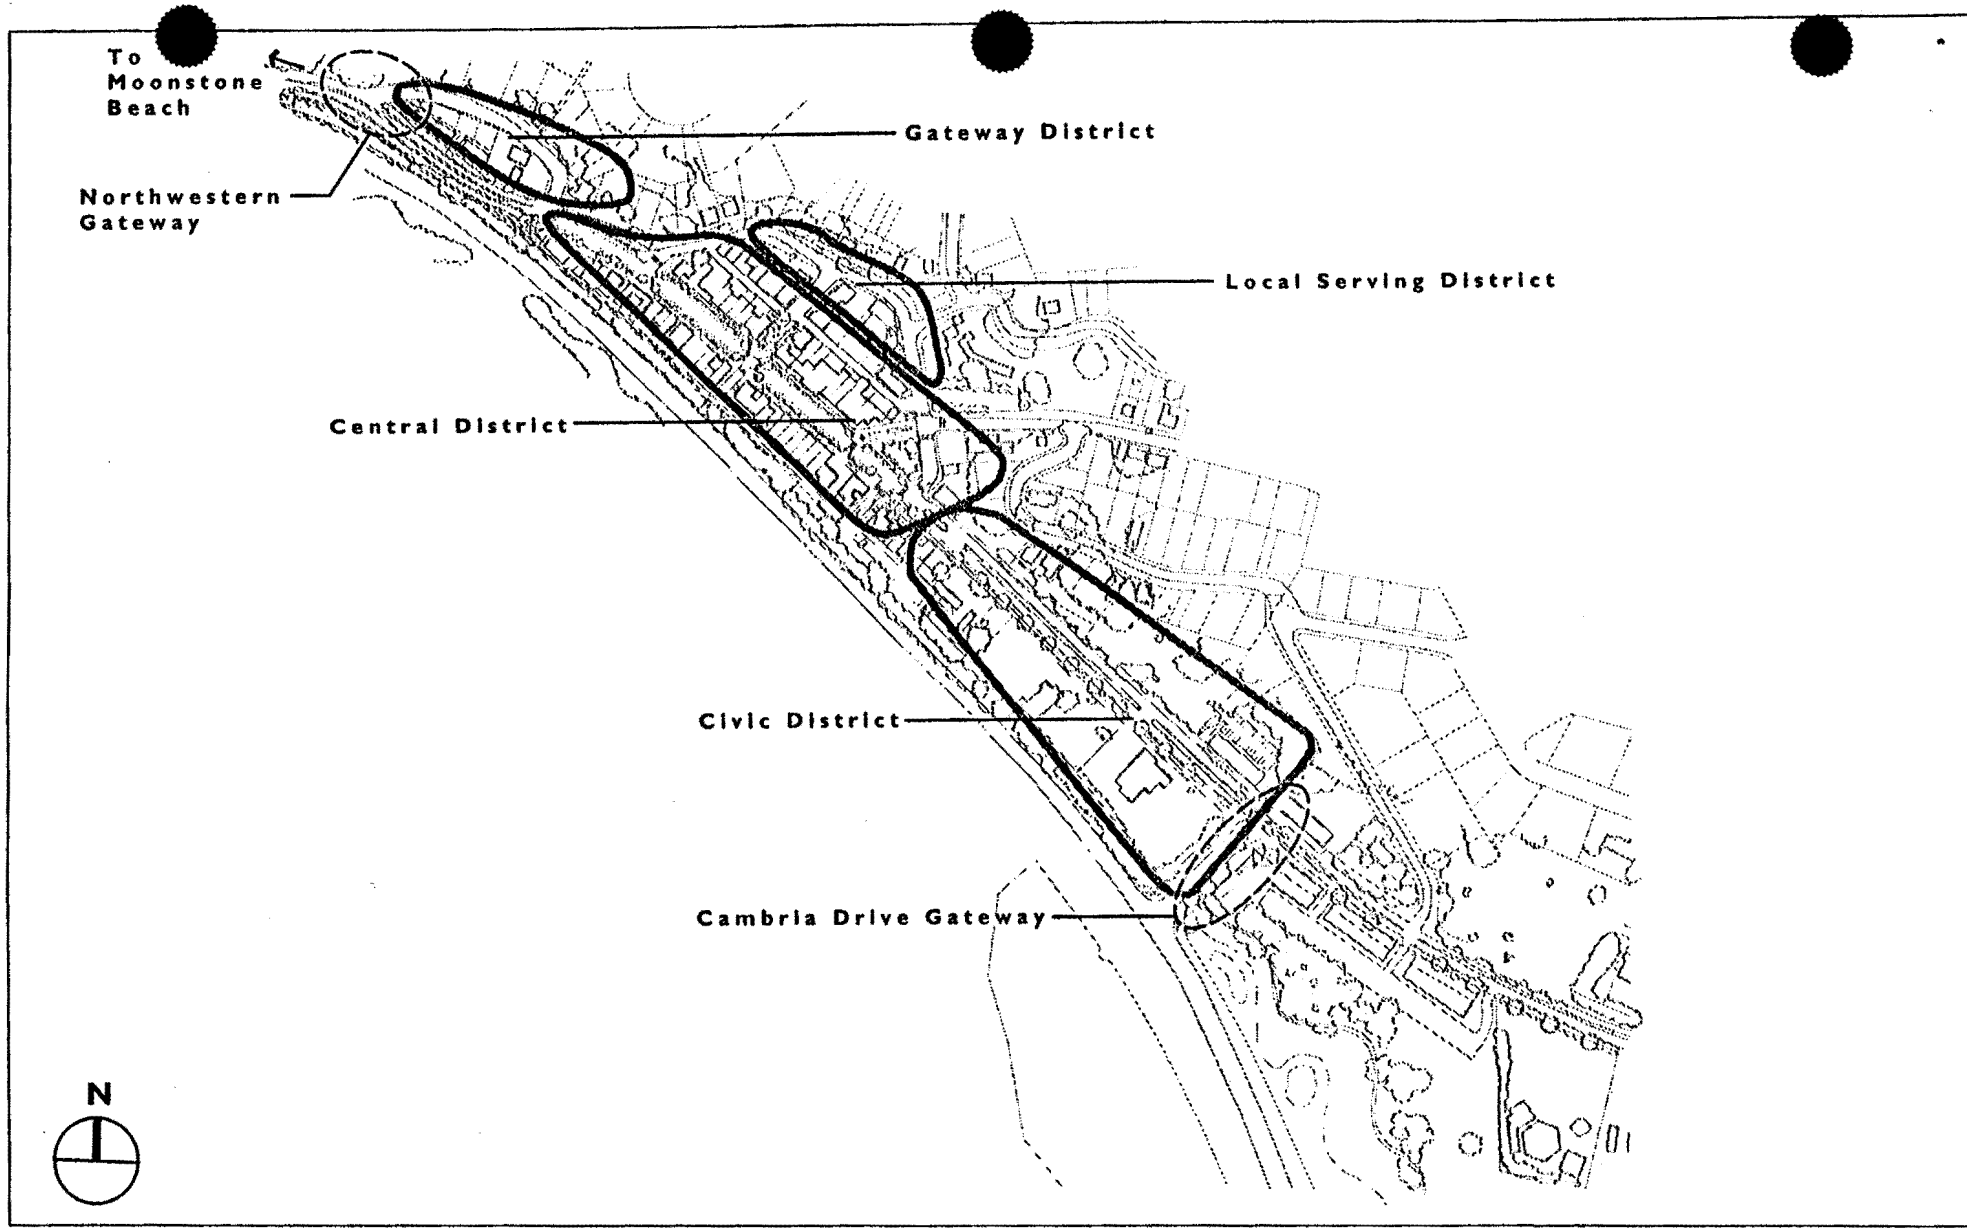 To
Moonstone
Beach
Gateway District
Northwestern
Gateway
Local Serving District
Central District
Civic District
Cambria Drive Gateway
N